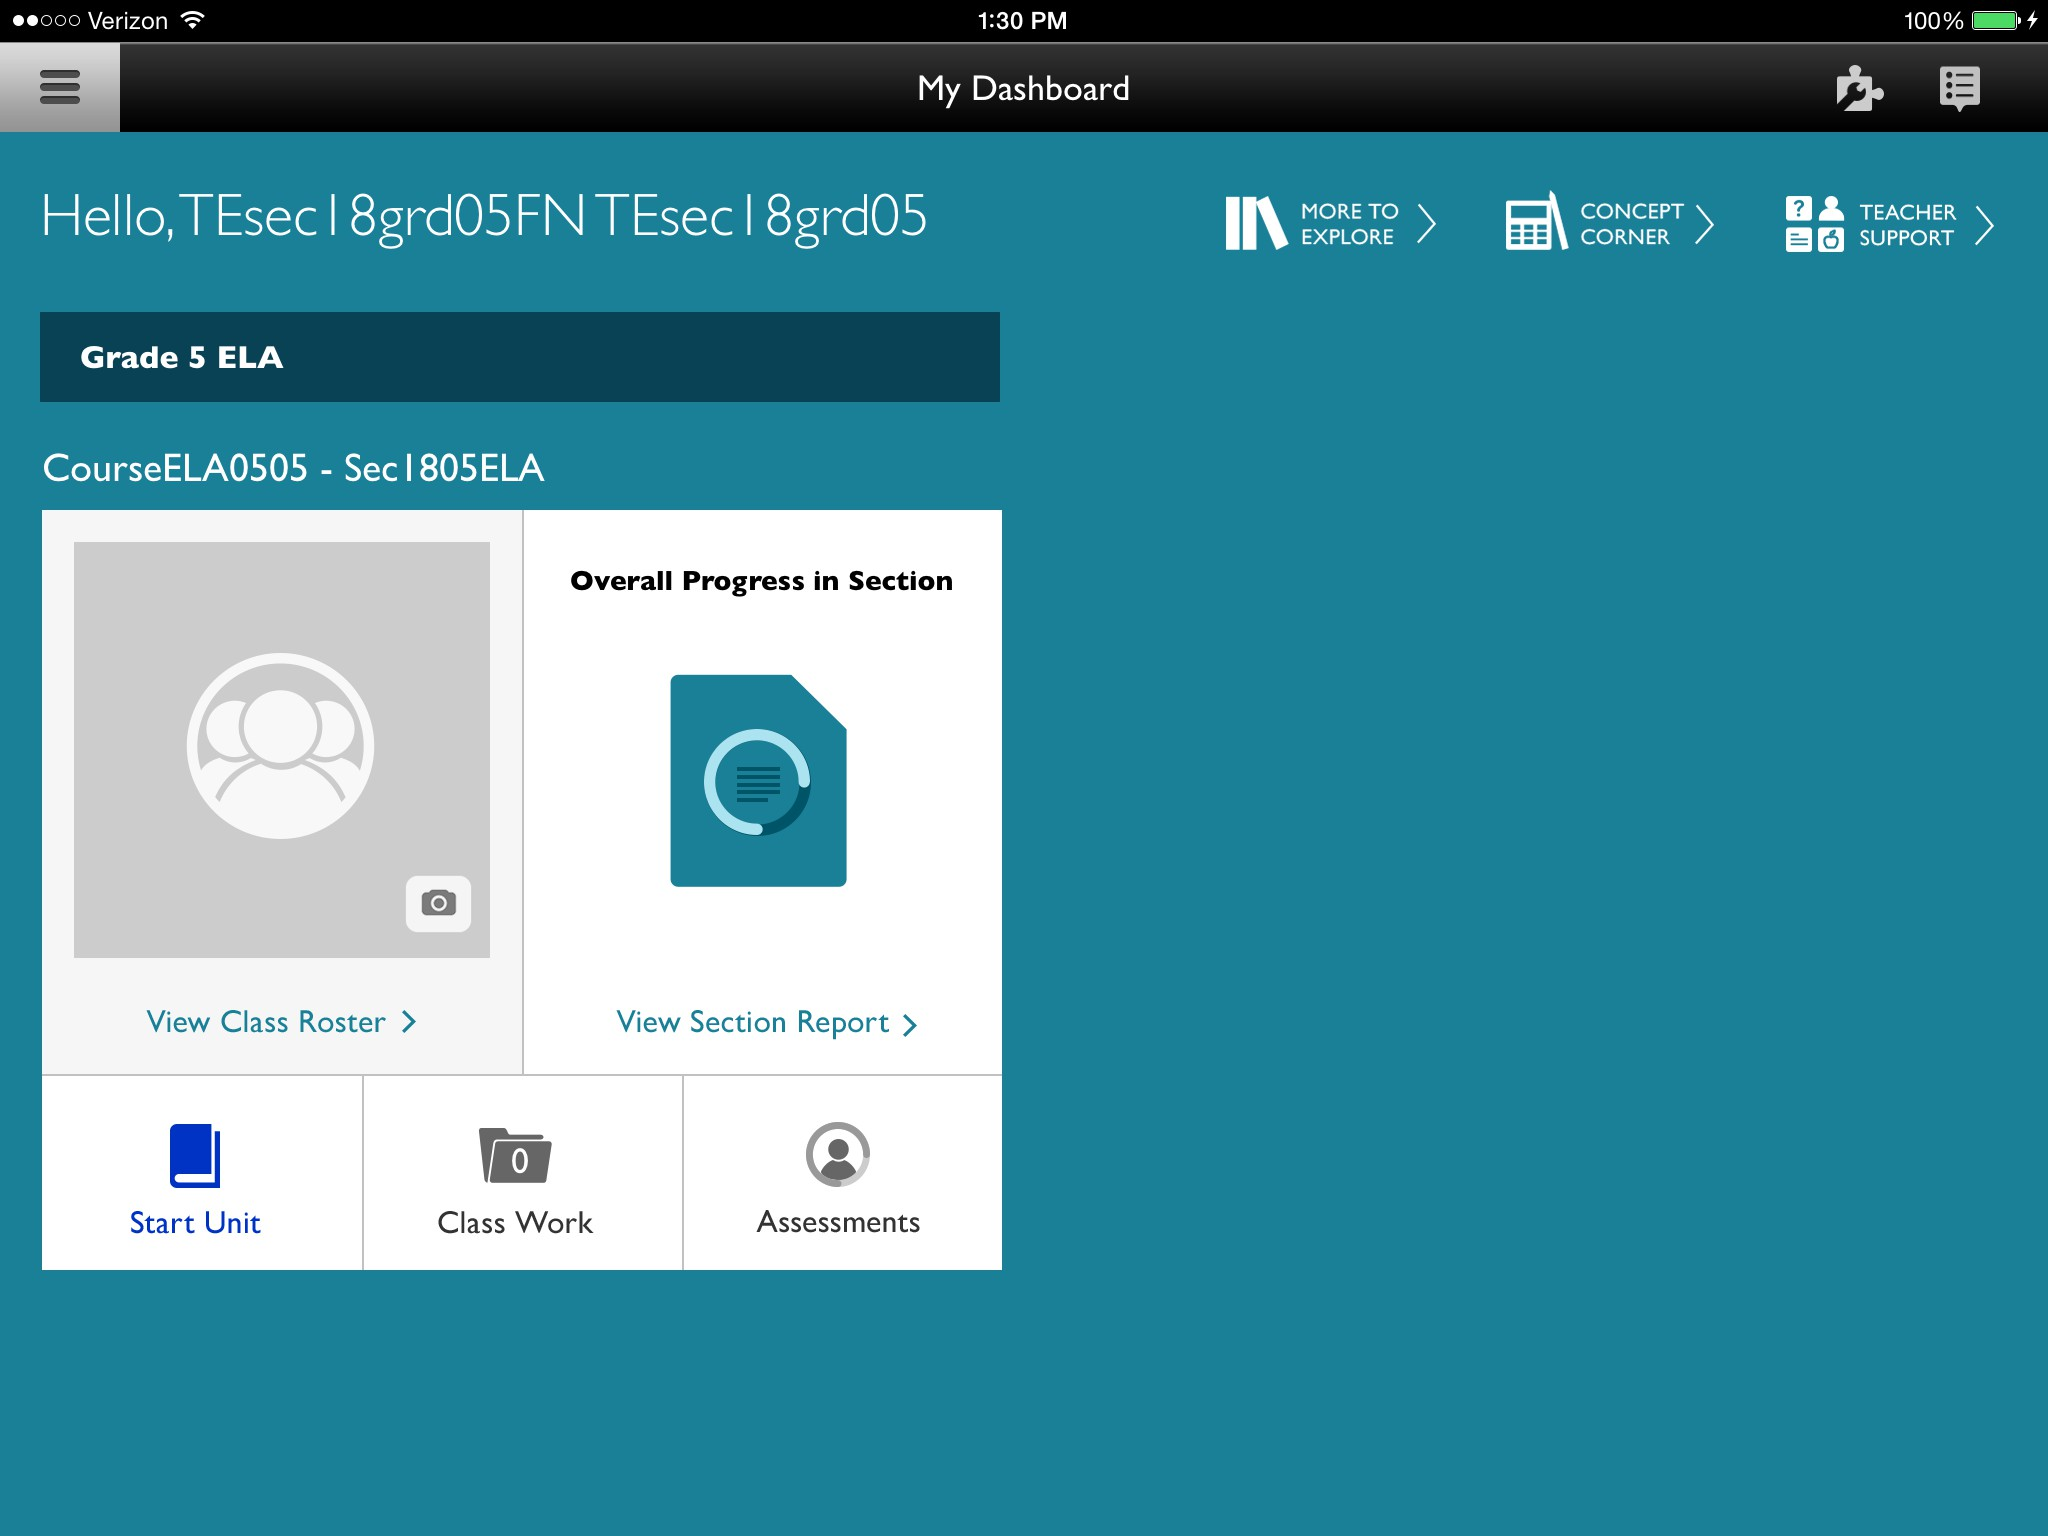 Verizon
1:30 PM
100%
My Dashboard
Hello, TEsec18grd05FN TEsec18grd05
MORE TO
EXPLORE
CONCEPT
CORNER
?
TEACHER
SUPPORT
Grade 5 ELA
CourseELA0505 - Sec1805ELA
Overall Progress in Section
View Class Roster
View Section Report
0
Start Unit
Class Work
Assessments